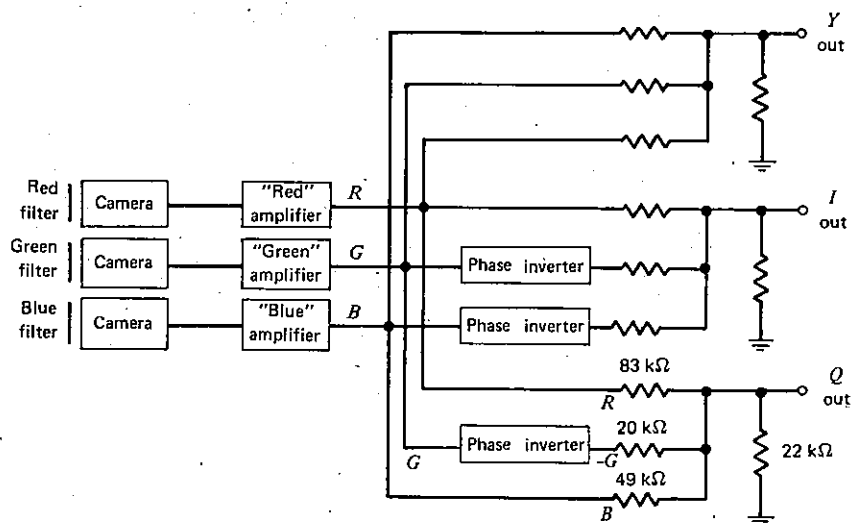 Y
out
Red
filter
Camera
"Red"
amplifier
R
I
out
Green
filter
Camera
"Green"
amplifier
G
Phase inverter
Blue
filter
Camera
"Blue"
amplifier
B
Phase inverter
83 kΩ
R
Q
out
20 kΩ
G
Phase inverter
-G
22 kΩ
49 kΩ
B